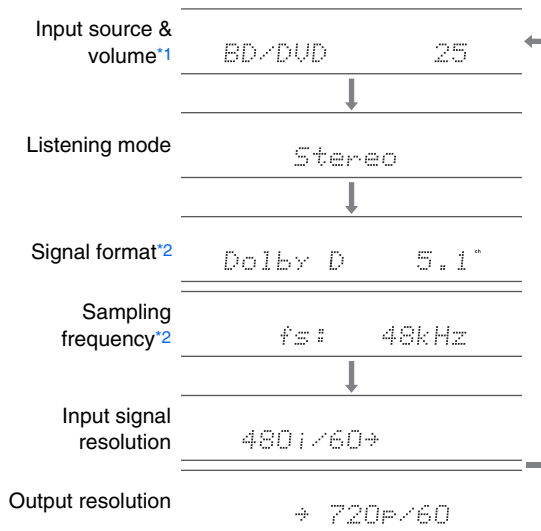 Input source &
volume*1
BD/DVD 25
Listening mode
Stereo
Signal format*2
Dolby D 5.1ch
Sampling
frequency*2
fs: 48kHz
Input signal
resolution
480i/60→
Output resolution
→ 720p/60